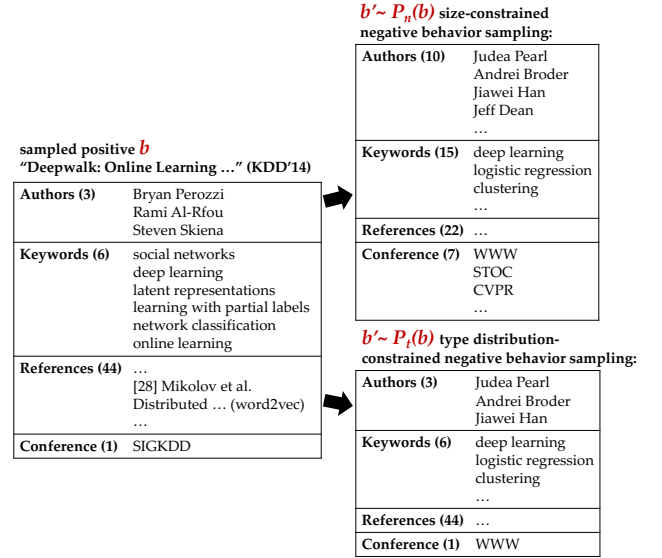 sampled positive b
"Deepwalk: Online Learning …" (KDD'14)
Authors (3) Bryan Perozzi
Rami Al-Rfou
Steven Skiena
Keywords (6) social networks
deep learning
latent representations
learning with partial labels
network classification
online learning
References (44) …
[28] Mikolov et al.
Distributed … (word2vec)
…
Conference (1) SIGKDD
b'~ Pn(b) size-constrained
negative behavior sampling:
Authors (10) Judea Pearl
Andrei Broder
Jiawei Han
Jeff Dean
…
Keywords (15) deep learning
logistic regression
clustering
…
References (22) …
Conference (7) WWW
STOC
CVPR
…
b'~ Pt(b) type distribution-
constrained negative behavior sampling:
Authors (3) Judea Pearl
Andrei Broder
Jiawei Han
Keywords (6) deep learning
logistic regression
clustering
…
References (44) …
Conference (1) WWW